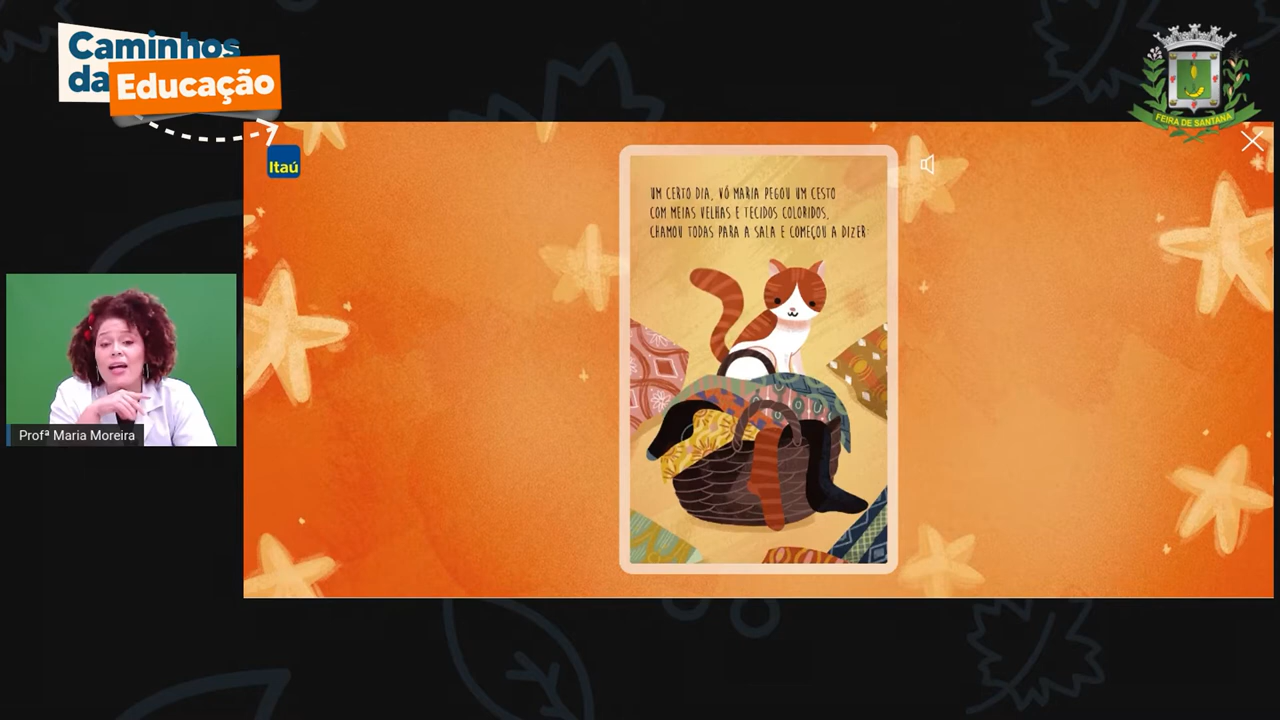 Caminhos
da Educação
FEIRA DE SANTANA
Itaú
UM CERTO DIA, VÓ MARIA PEGOU UM CESTO
COM MEIAS VELHAS E TECIDOS COLORIDOS,
CHAMOU TODAS PARA A SALA E COMEÇOU A DIZER:
Profª Maria Moreira